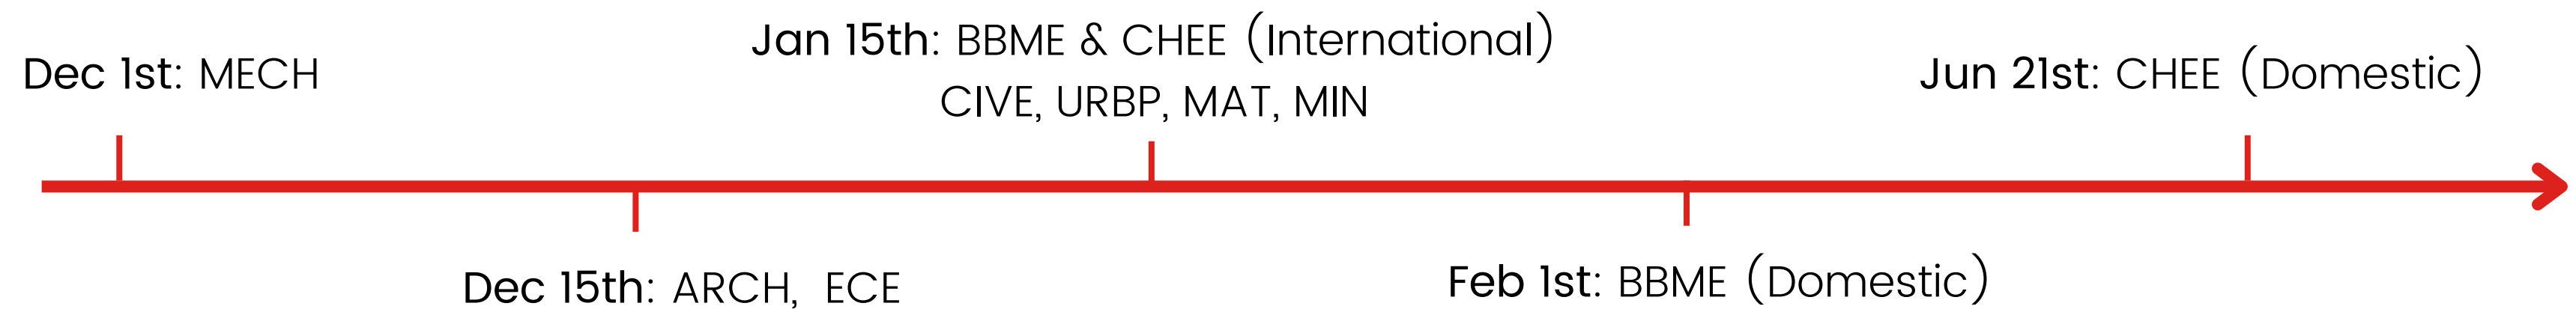 Dec 1st: MECH
Jan 15th: BBME & CHEE (International)
CIVE, URBP, MAT, MIN
Jun 21st: CHEE (Domestic)
Dec 15th: ARCH, ECE
Feb 1st: BBME (Domestic)